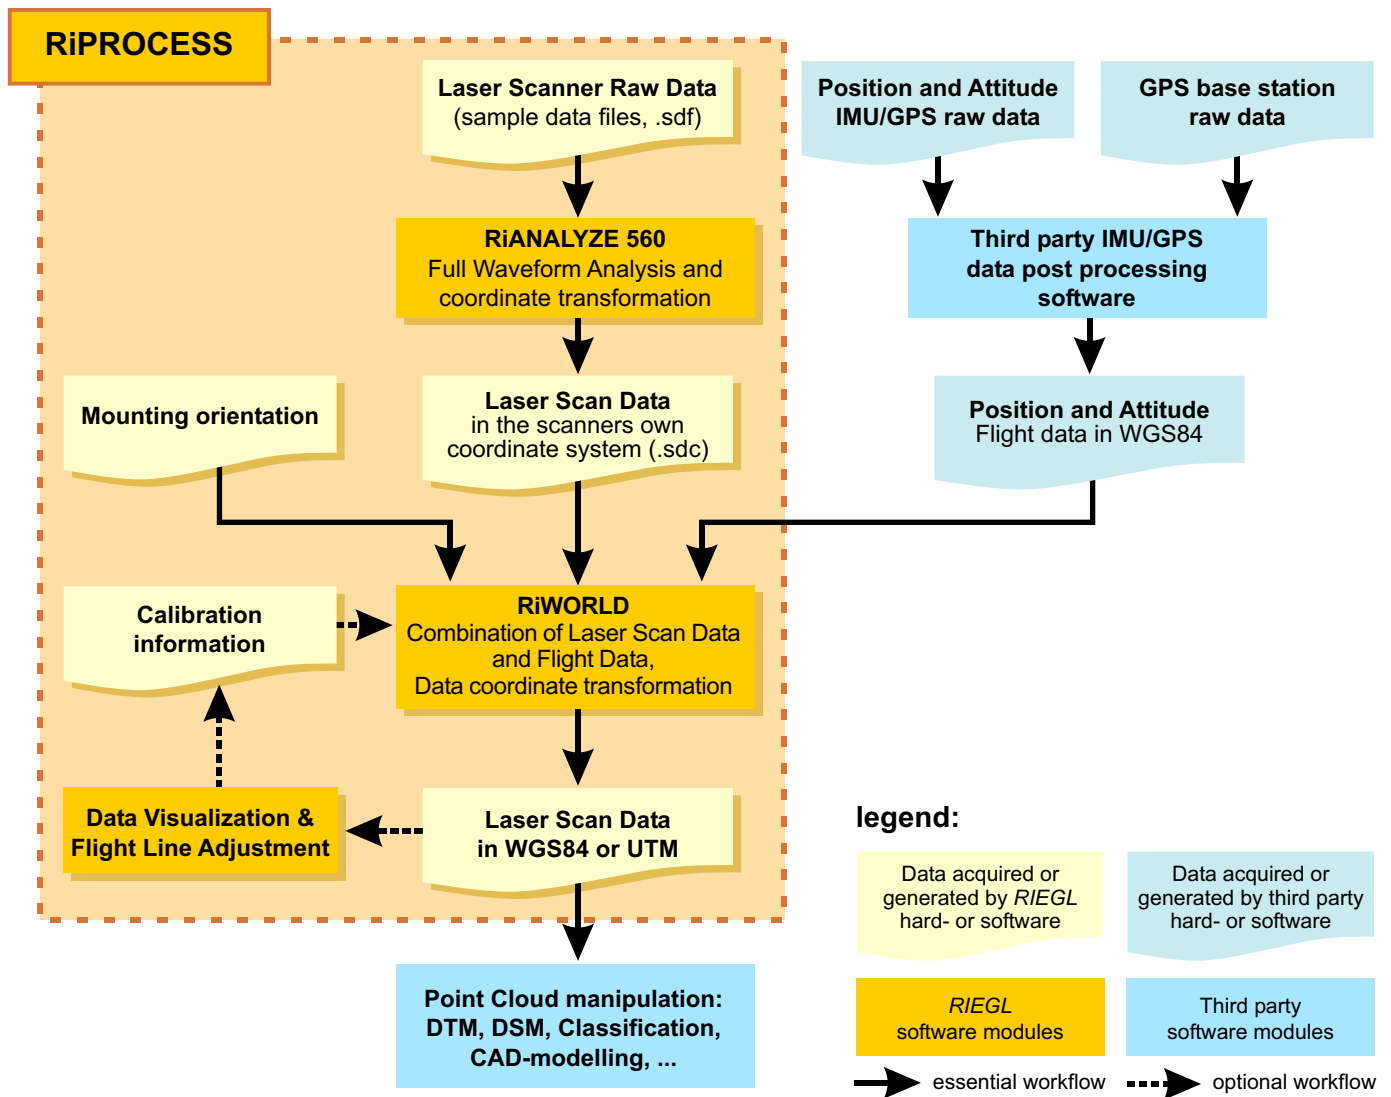 RiPROCESS
Laser Scanner Raw Data
(sample data files, .sdf)
Position and Attitude
IMU/GPS raw data
GPS base station
raw data
RiANALYZE 560
Full Waveform Analysis and
coordinate transformation
Third party IMU/GPS
data post processing
software
Mounting orientation
Laser Scan Data
in the scanners own
coordinate system (.sdc)
Position and Attitude
Flight data in WGS84
Calibration
information
RiWORLD
Combination of Laser Scan Data
and Flight Data,
Data coordinate transformation
Data Visualization &
Flight Line Adjustment
Laser Scan Data
in WGS84 or UTM
Point Cloud manipulation:
DTM, DSM, Classification,
CAD-modelling, ...
legend:
Data acquired or
generated by RIEGL
hard- or software
Data acquired or
generated by third party
hard- or software
RIEGL
software modules
Third party
software modules
essential workflow
optional workflow